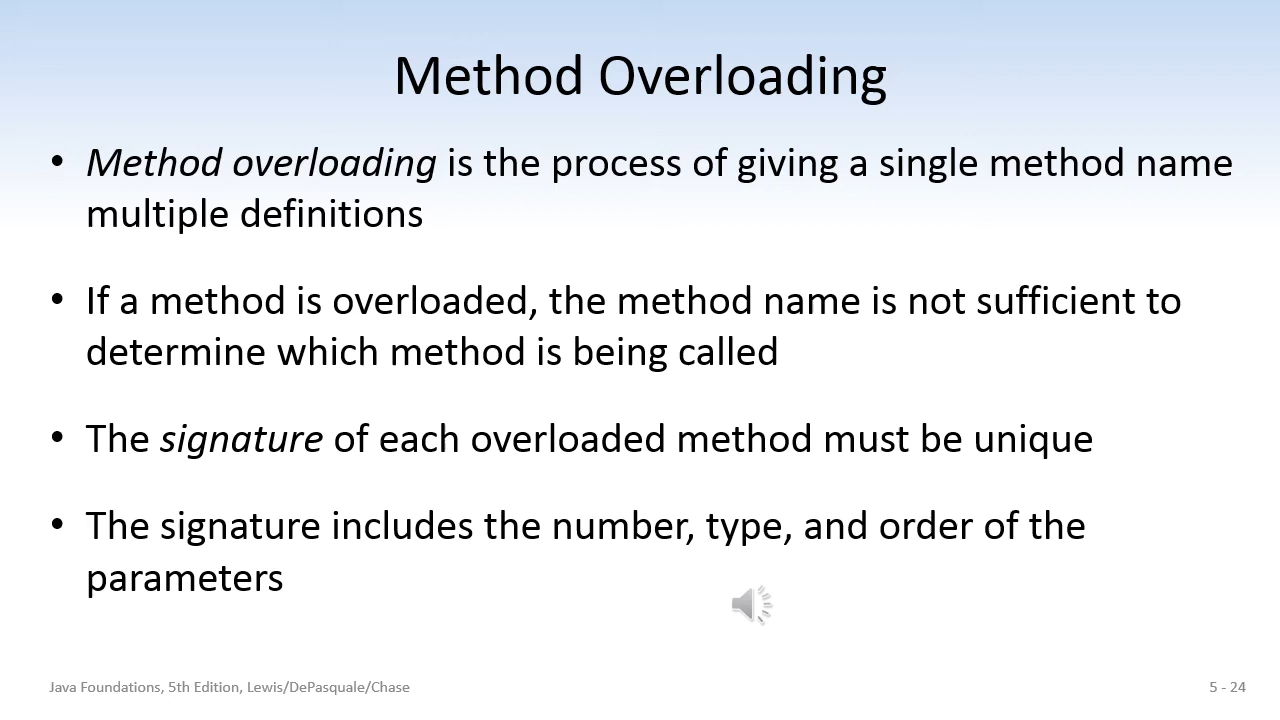 Method Overloading
• Method overloading is the process of giving a single method name
multiple definitions
• If a method is overloaded, the method name is not sufficient to
determine which method is being called
• The signature of each overloaded method must be unique
• The signature includes the number, type, and order of the
parameters
Java Foundations, 5th Edition, Lewis/DePasquale/Chase
5 - 24